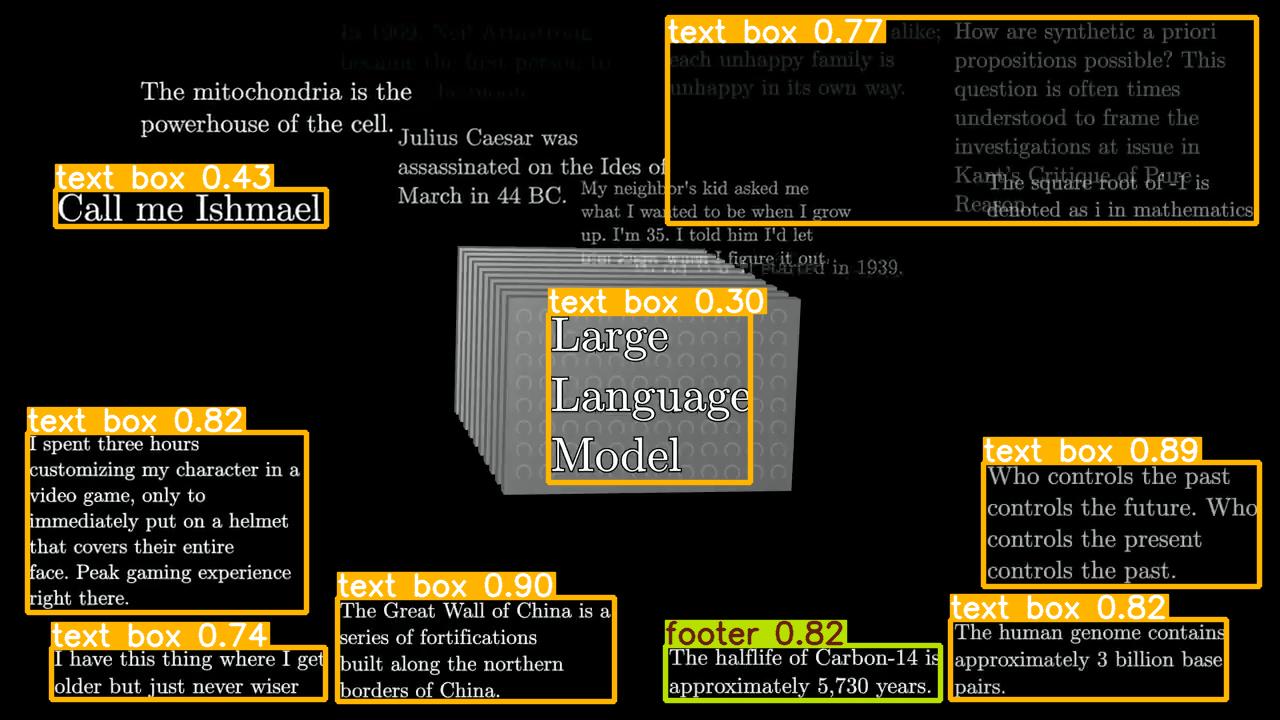 In 1969, Neil Armstrong
became the first person to
text box 0.77
alike;
each unhappy family is
unhappy in its own way.
How are synthetic a priori
propositions possible? This
question is often times
understood to frame the
investigations at issue in
Kant's Critique of Pure
Reason.
The square root of -1 is
denoted as i in mathematics
The mitochondria is the
powerhouse of the cell.
Julius Caesar was
assassinated on the Ides of
March in 44 BC.
text box 0.43
Call me Ishmael
My neighbor's kid asked me
what I wanted to be when I grow
up. I'm 35. I told him I'd let
I figure it out.
started in 1939.
text box 0.30
Large
Language
Model
text box 0.82
I spent three hours
customizing my character in a
video game, only to
immediately put on a helmet
that covers their entire
face. Peak gaming experience
right there.
text box 0.89
Who controls the past
controls the future. Who
controls the present
controls the past.
text box 0.74
I have this thing where I get
older but just never wiser
text box 0.90
The Great Wall of China is a
series of fortifications
built along the northern
borders of China.
footer 0.82
The halflife of Carbon-14 is
approximately 5,730 years.
text box 0.82
The human genome contains
approximately 3 billion base
pairs.